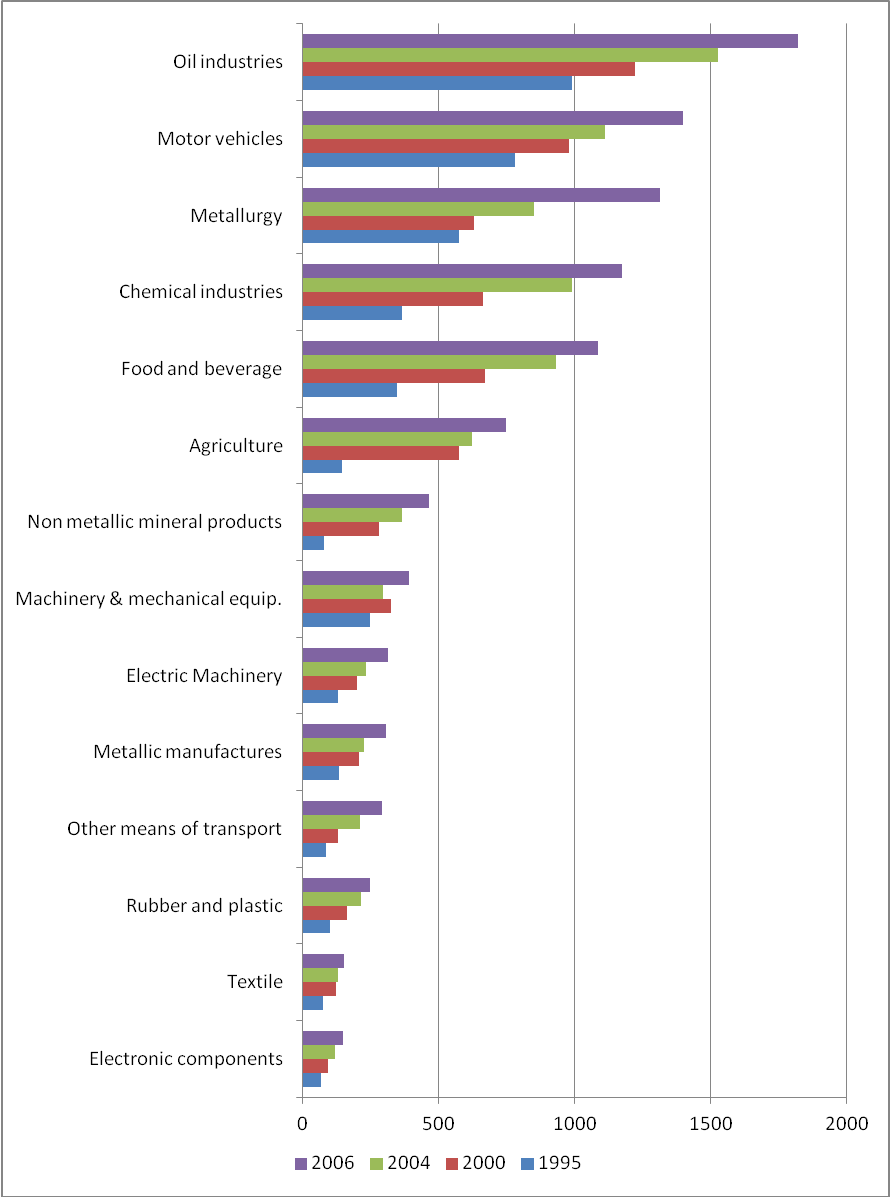 Oil industries
Motor vehicles
Metallurgy
Chemical industries
Food and beverage
Agriculture
Non metallic mineral products
Machinery & mechanical equip.
Electric Machinery
Metallic manufactures
Other means of transport
Rubber and plastic
Textile
Electronic components
0 500 1000 1500 2000
2006 2004 2000 1995